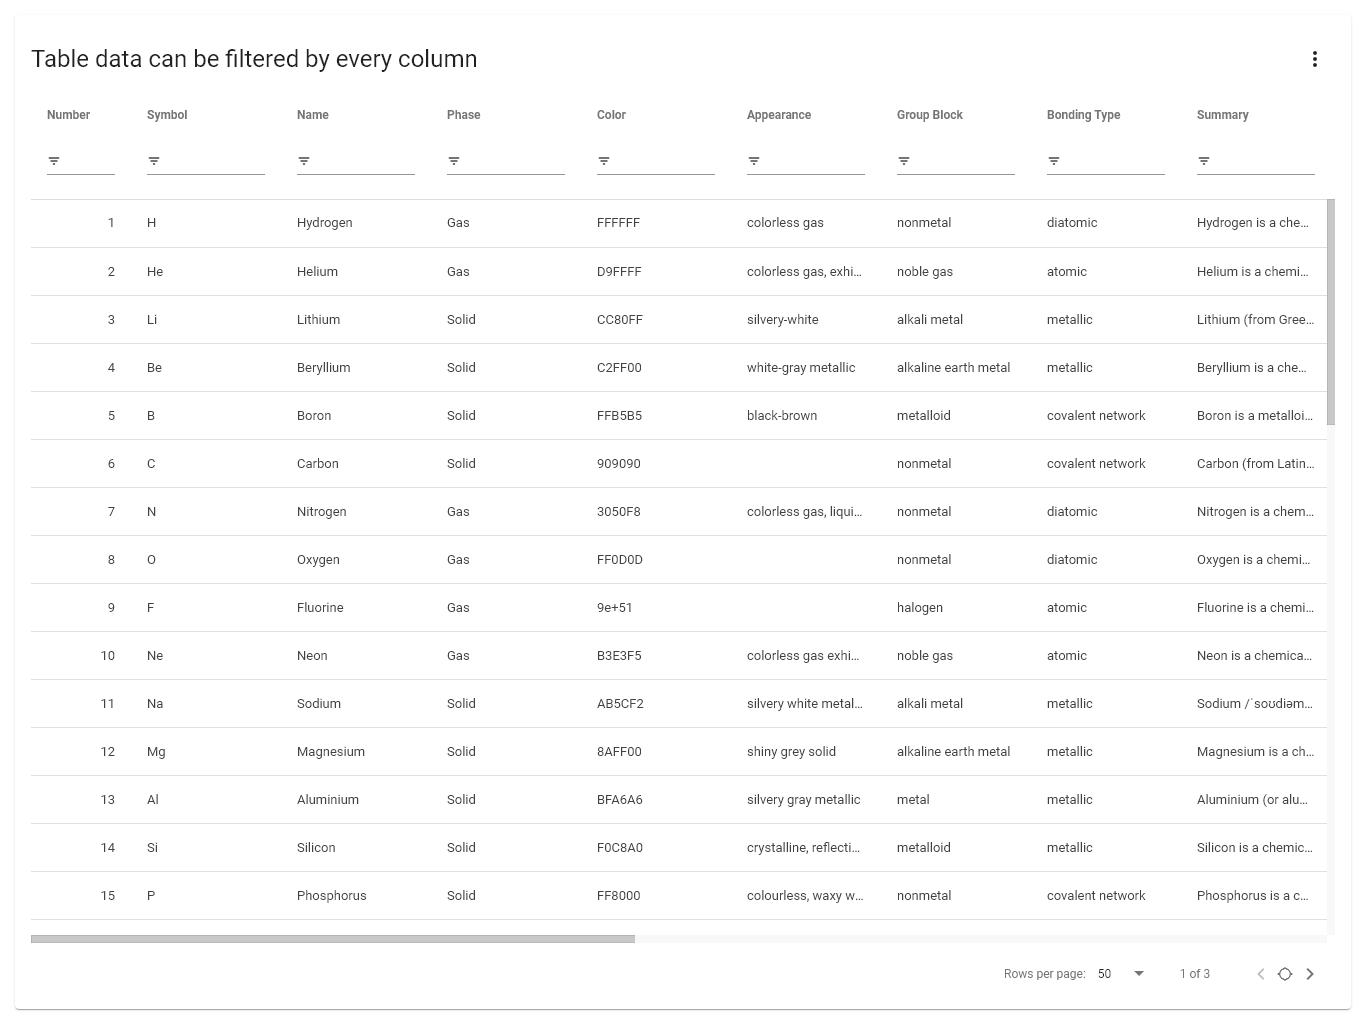 Table data can be filtered by every column
Number Symbol Name Phase Color Appearance Group Block Bonding Type Summary
1 H Hydrogen Gas FFFFFF colorless gas nonmetal diatomic Hydrogen is a che…
2 He Helium Gas D9FFFF colorless gas, exhi… noble gas atomic Helium is a chemi…
3 Li Lithium Solid CC80FF silvery-white alkali metal metallic Lithium (from Gree…
4 Be Beryllium Solid C2FF00 white-gray metallic alkaline earth metal metallic Beryllium is a che…
5 B Boron Solid FFB5B5 black-brown metalloid covalent network Boron is a metalloi…
6 C Carbon Solid 909090 nonmetal covalent network Carbon (from Latin…
7 N Nitrogen Gas 3050F8 colorless gas, liqui… nonmetal diatomic Nitrogen is a chem…
8 O Oxygen Gas FF0D0D nonmetal diatomic Oxygen is a chemi…
9 F Fluorine Gas 9e+51 halogen atomic Fluorine is a chemi…
10 Ne Neon Gas B3E3F5 colorless gas exhi… noble gas atomic Neon is a chemica…
11 Na Sodium Solid AB5CF2 silvery white metal… alkali metal metallic Sodium /ˈsoʊdiəm…
12 Mg Magnesium Solid 8AFF00 shiny grey solid alkaline earth metal metallic Magnesium is a ch…
13 Al Aluminium Solid BFA6A6 silvery gray metallic metal metallic Aluminium (or alu…
14 Si Silicon Solid F0C8A0 crystalline, reflecti… metalloid metallic Silicon is a chemic…
15 P Phosphorus Solid FF8000 colourless, waxy w… nonmetal covalent network Phosphorus is a c…
Rows per page: 50 1 of 3